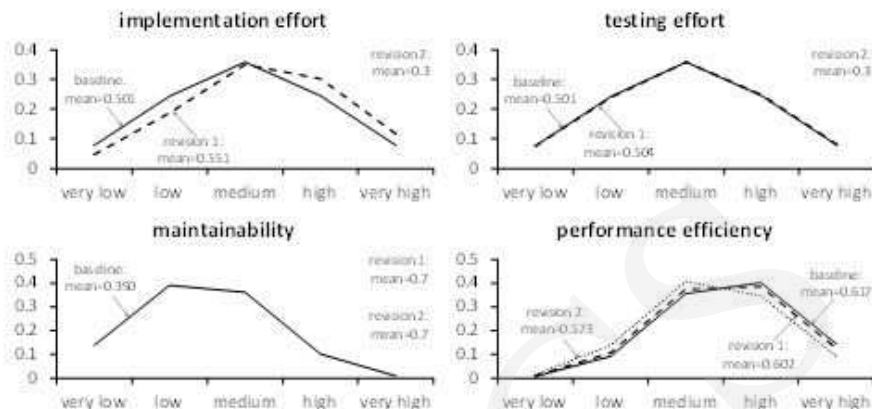 implementation effort
0.4
0.3
0.2
0.1
0
baseline:
mean=0.501
revision 1:
mean=0.551
revision 2:
mean=0.3
very low low medium high very high
testing effort
0.4
0.3
0.2
0.1
0
baseline:
mean=0.501
revision 1:
mean=0.504
revision 2:
mean=0.3
very low low medium high very high
maintainability
0.5
0.4
0.3
0.2
0.1
0
baseline:
mean=0.350
revision 1:
mean=0.7
revision 2:
mean=0.7
very low low medium high very high
performance efficiency
0.5
0.4
0.3
0.2
0.1
0
revision 2:
mean=0.573
baseline:
mean=0.617
revision 1:
mean=0.602
very low low medium high very high